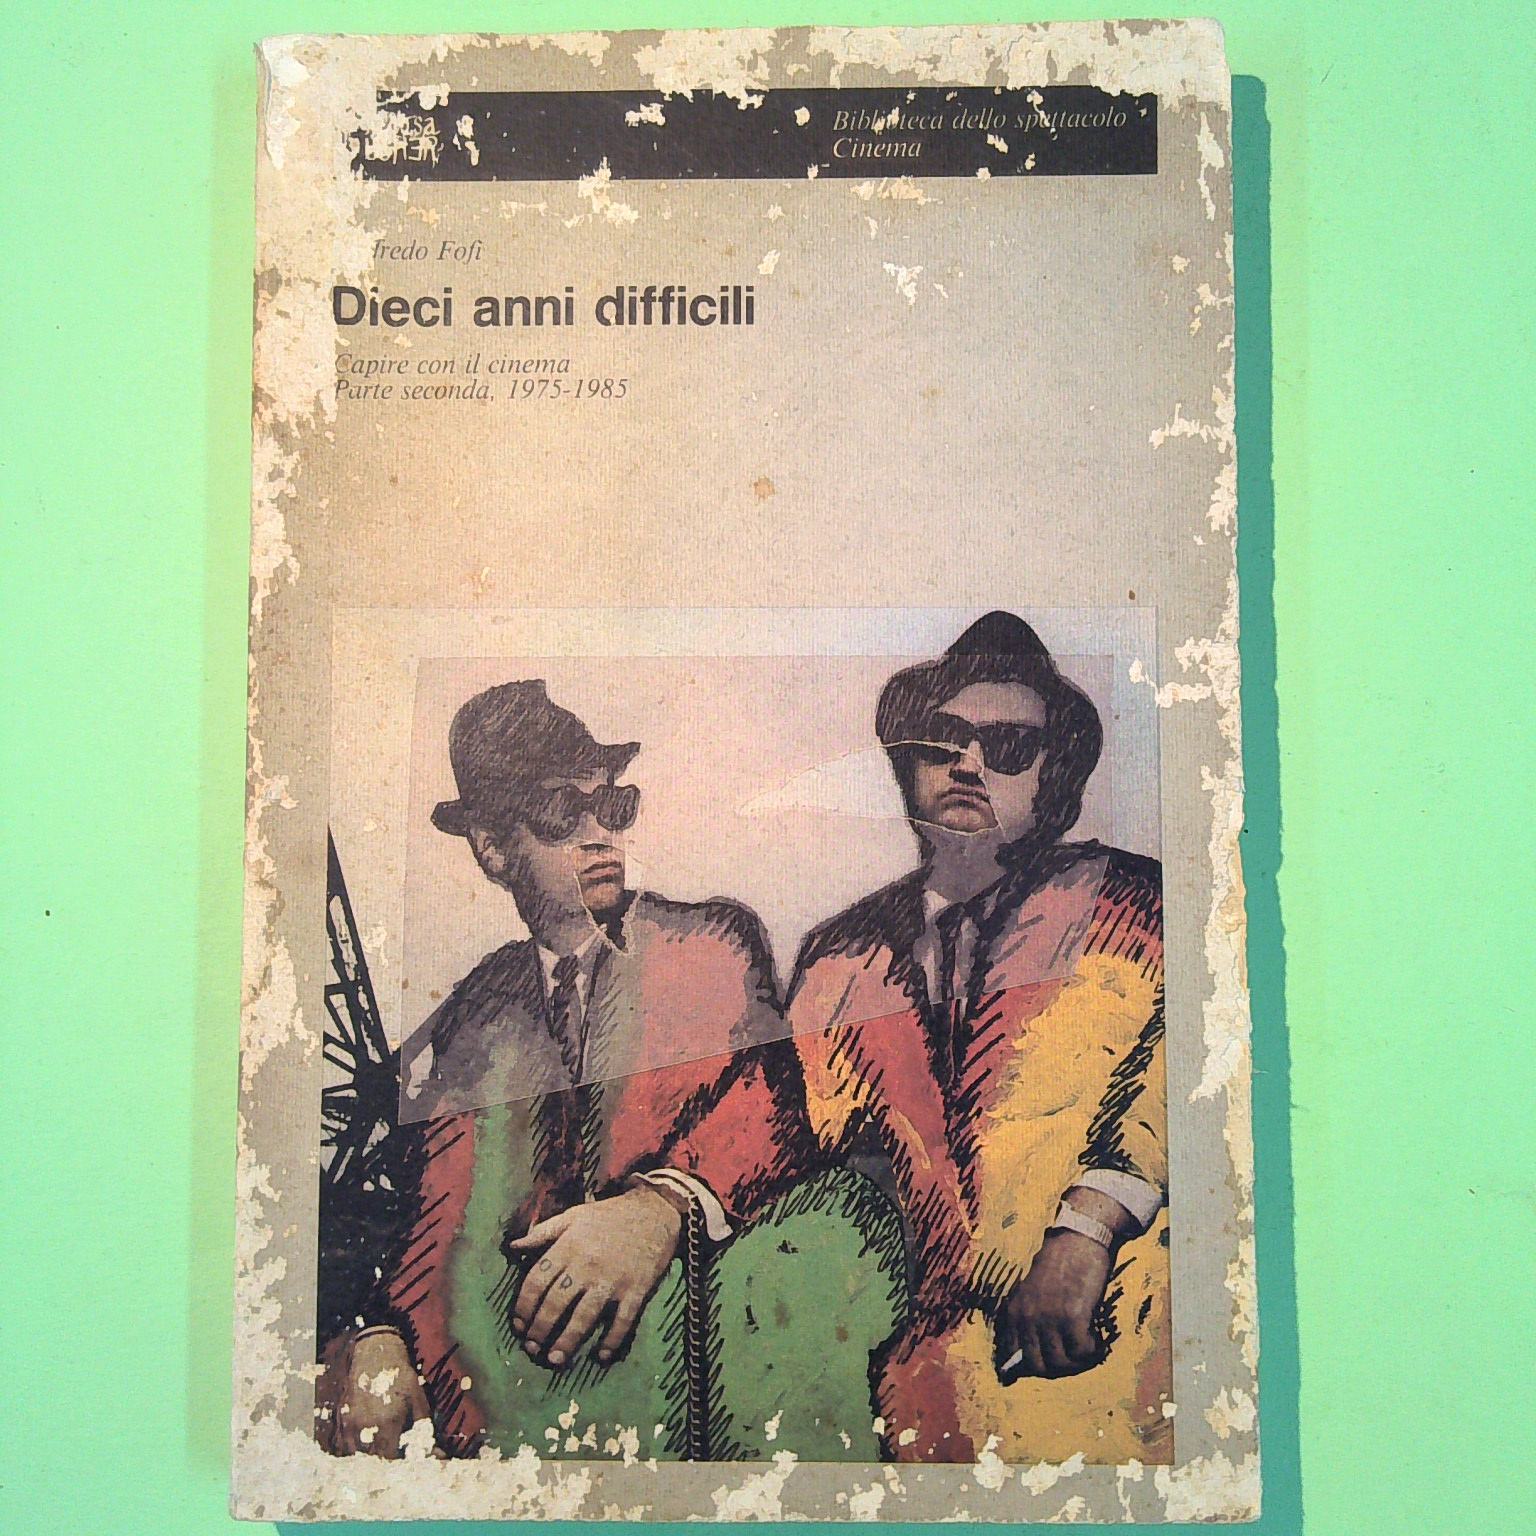 Biblioteca dello spettacolo
Cinema
fredo Fofi
Dieci anni difficili
Capire con il cinema
Parte seconda, 1975-1985